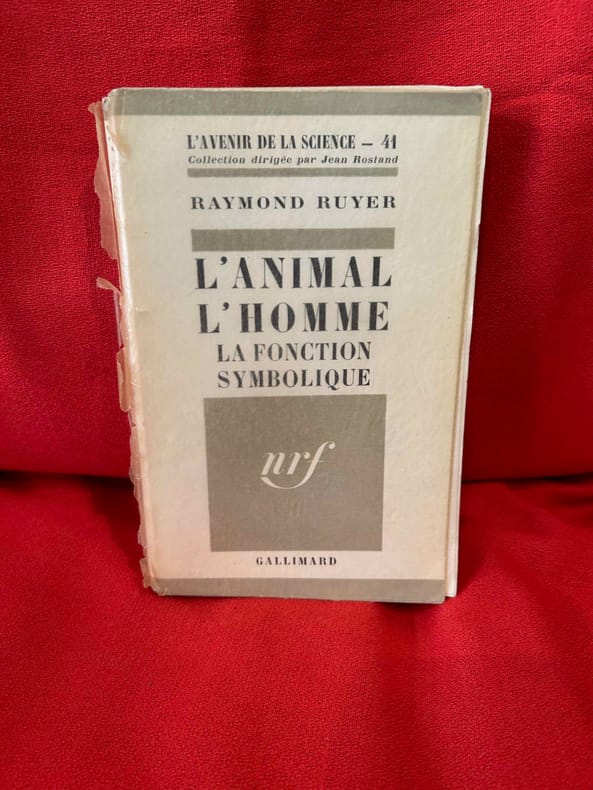 L'AVENIR DE LA SCIENCE — 41
Collection dirigée par Jean Rostand
RAYMOND RUYER
L'ANIMAL
L'HOMME
LA FONCTION
SYMBOLIQUE
nrf
GALLIMARD